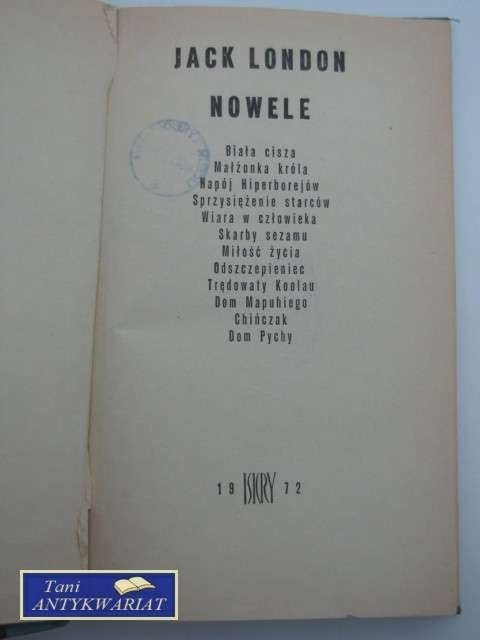 JACK LONDON
NOWELE
Biała cisza
Małżonka króla
Napój Hiperborejów
Sprzysiężenie starców
Wiara w człowieka
Skarby sezamu
Miłość życia
Odszczepieniec
Trędowaty Koolau
Dom Mapuhiego
Chińczak
Dom Pychy
19 ISKRY 72
Tani
ANTYKWARIAT